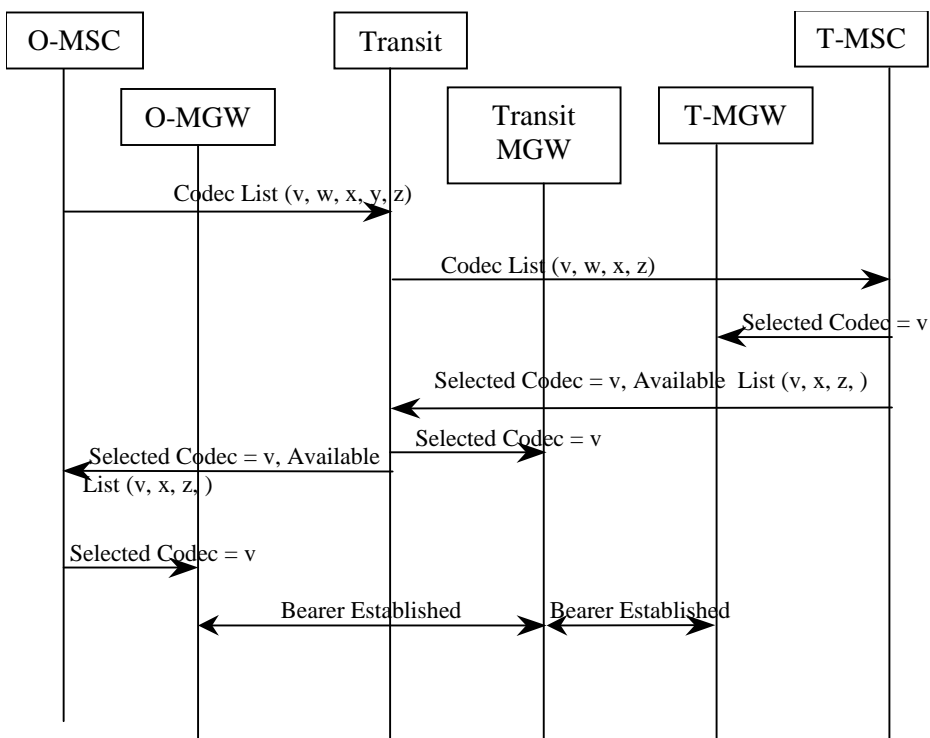 O-MSC
Transit
T-MSC
O-MGW
Transit
MGW
T-MGW
Codec List (v, w, x, y, z)
Codec List (v, w, x, z)
Selected Codec = v
Selected Codec = v, Available List (v, x, z, )
Selected Codec = v
Selected Codec = v, Available
List (v, x, z, )
Selected Codec = v
Bearer Established
Bearer Established